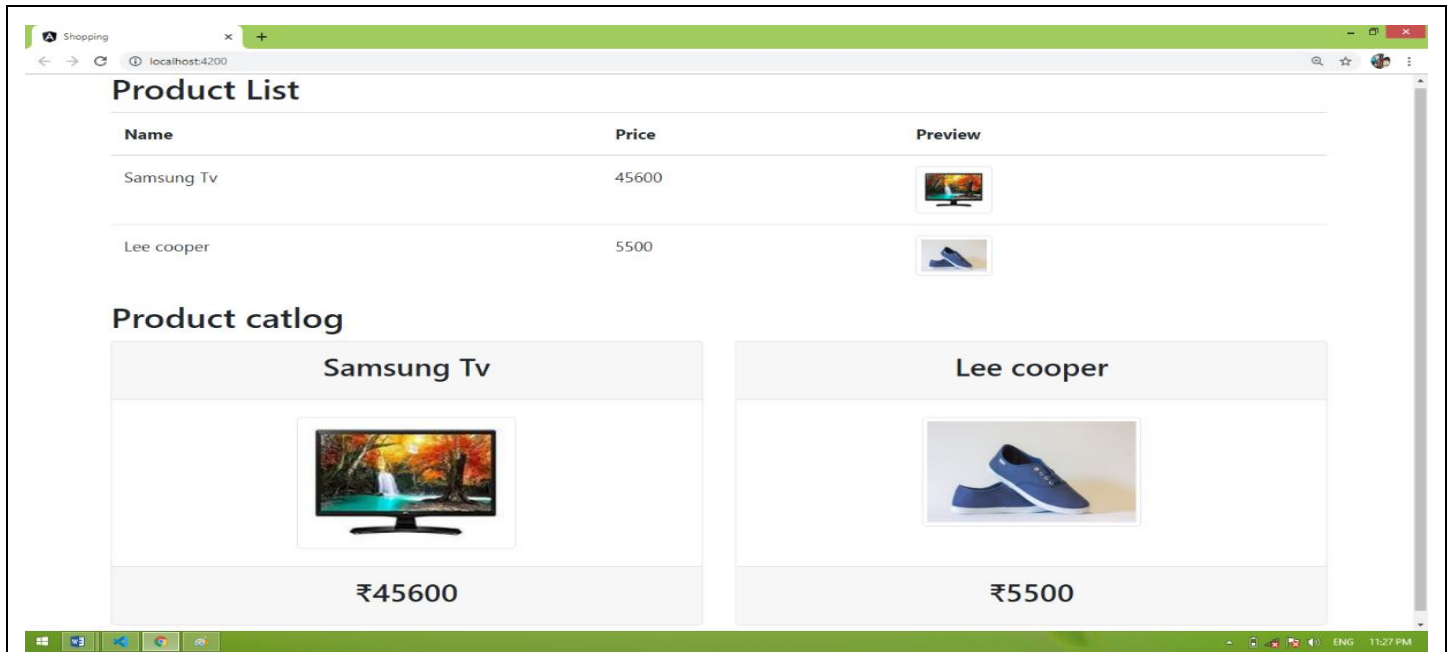 Shopping
localhost:4200
Product List
Name Price Preview
Samsung Tv 45600
Lee cooper 5500
Product catlog
Samsung Tv Lee cooper
₹45600 ₹5500
ENG 11:27 PM